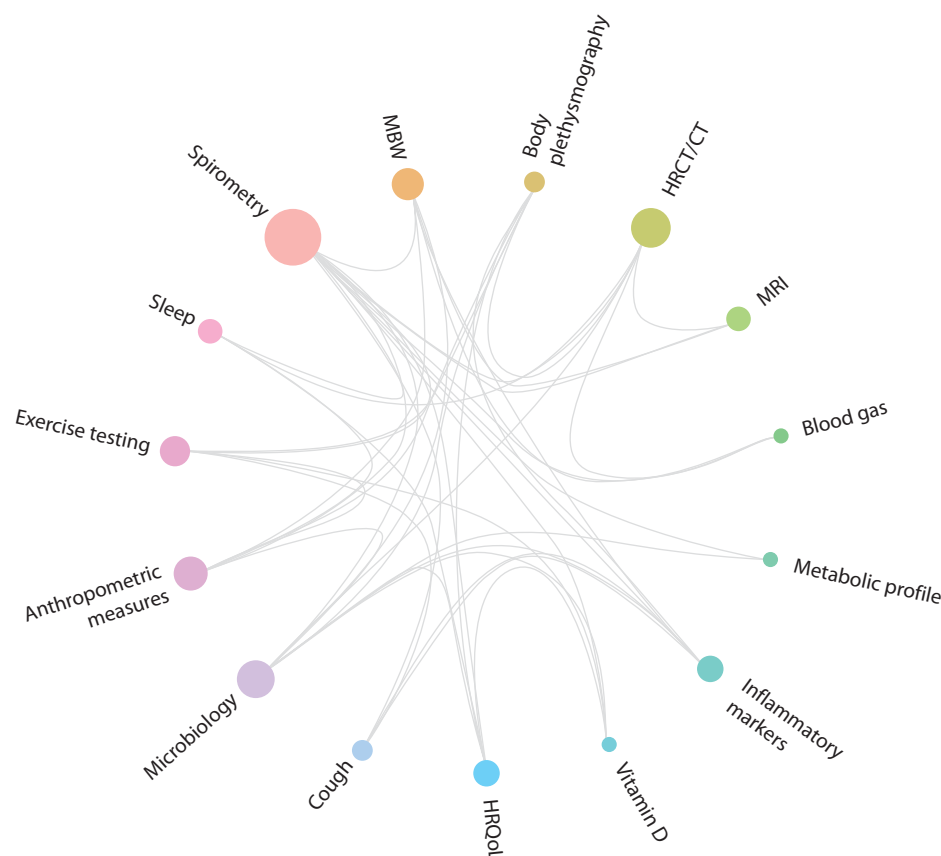 Body
plethysmography
MBW
HRCT/CT
Spirometry
MRI
Sleep
Blood gas
Exercise testing
Metabolic profile
Anthropometric
measures
Inflammatory
markers
Microbiology
Cough
HRQoL
Vitamin D